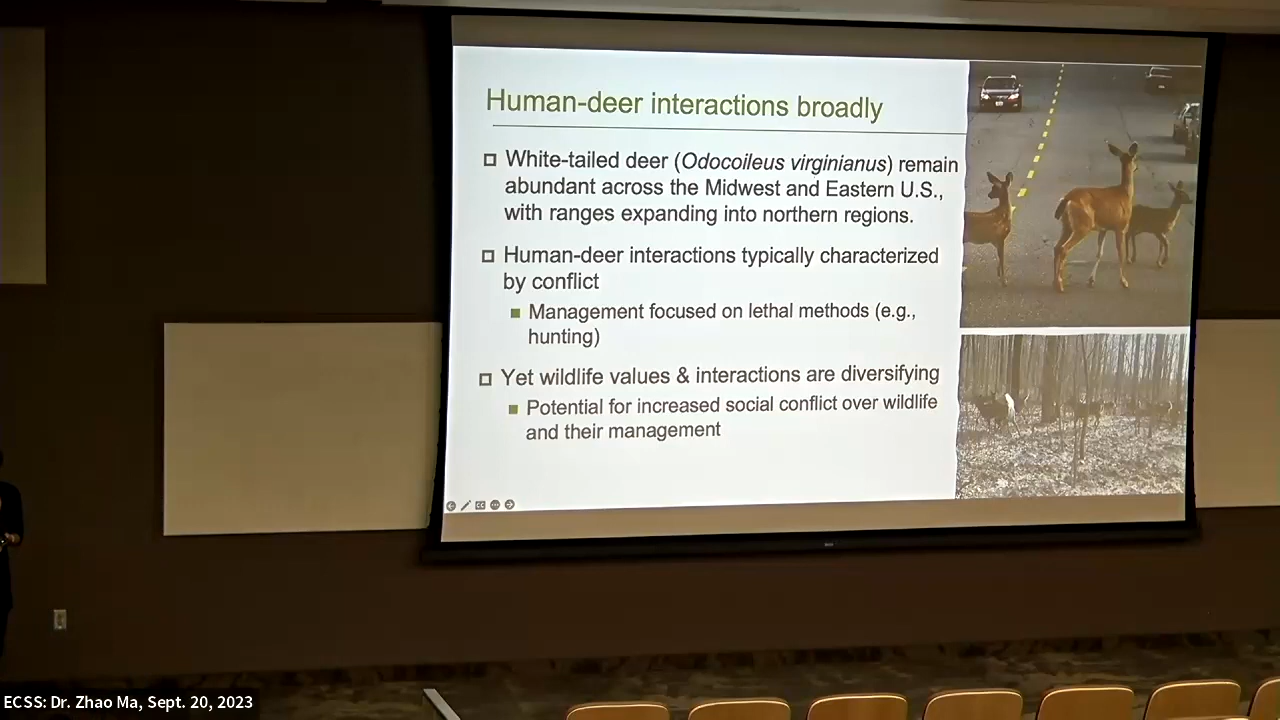 Human-deer interactions broadly
White-tailed deer (Odocoileus virginianus) remain
abundant across the Midwest and Eastern U.S.,
with ranges expanding into northern regions.
Human-deer interactions typically characterized
by conflict
Management focused on lethal methods (e.g.,
hunting)
Yet wildlife values & interactions are diversifying
Potential for increased social conflict over wildlife
and their management
ECSS: Dr. Zhao Ma, Sept. 20, 2023